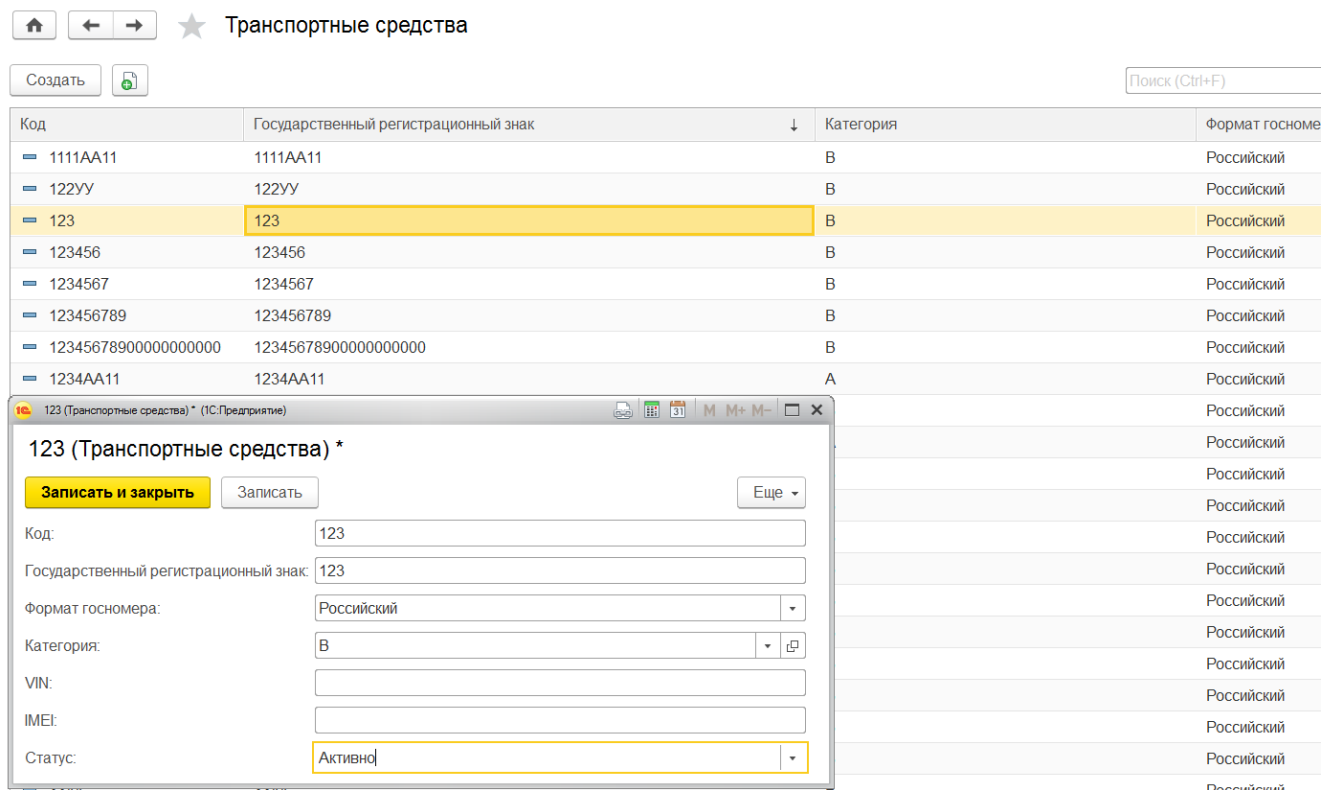 Транспортные средства
Создать
Поиск (Ctrl+F)
Код Государственный регистрационный знак ↓ Категория Формат госноме
1111АА11 1111АА11 B Российский
122УУ 122УУ B Российский
123 123 B Российский
123456 123456 B Российский
1234567 1234567 B Российский
123456789 123456789 B Российский
12345678900000000000 12345678900000000000 B Российский
1234АА11 1234АА11 A Российский
1С 123 (Транспортные средства) * (1С:Предприятие) 31 M M+ M- Российский
123 (Транспортные средства) * Российский
Российский
Записать и закрыть Записать Еще Российский
Код: 123 Российский
Государственный регистрационный знак: 123 Российский
Формат госномера: Российский Российский
Категория: B Российский
Российский
VIN: Российский
IMEI: Российский
Статус: Активно Российский
Российский